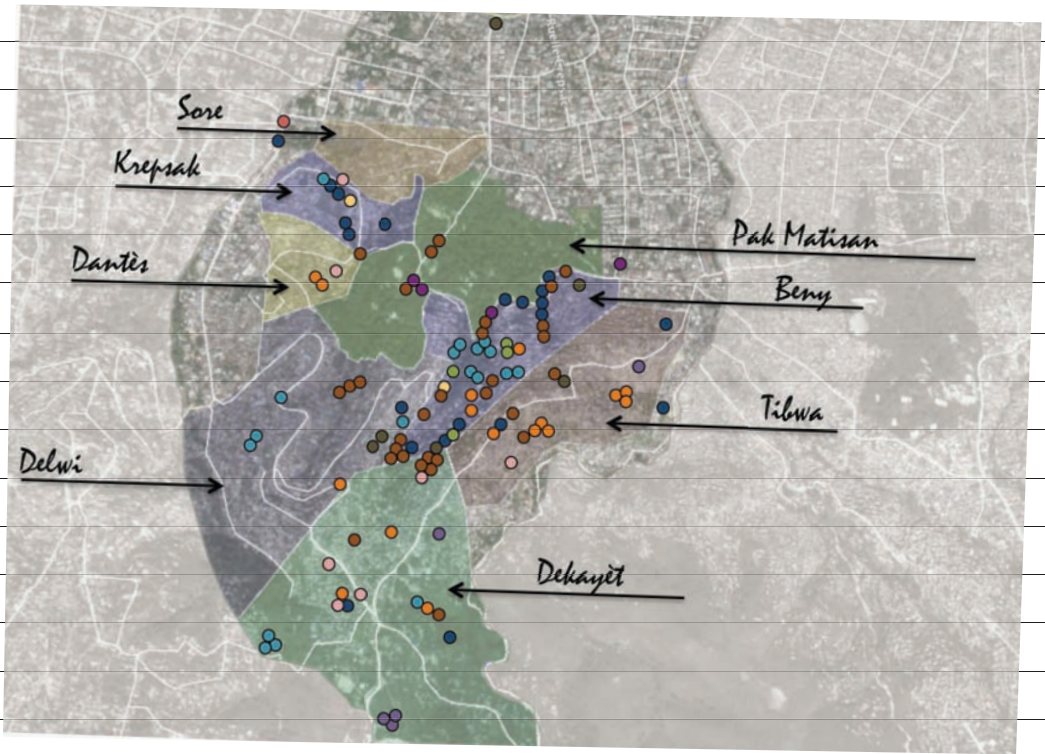 Sore
Krepsak
Pak Matisan
Dantès
Beny
Tibwa
Delwi
Dekayèt